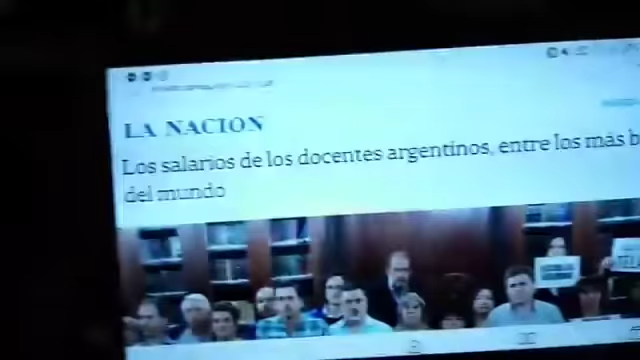 LA NACION
Los salarios de los docentes argentinos, entre los más b
del mundo